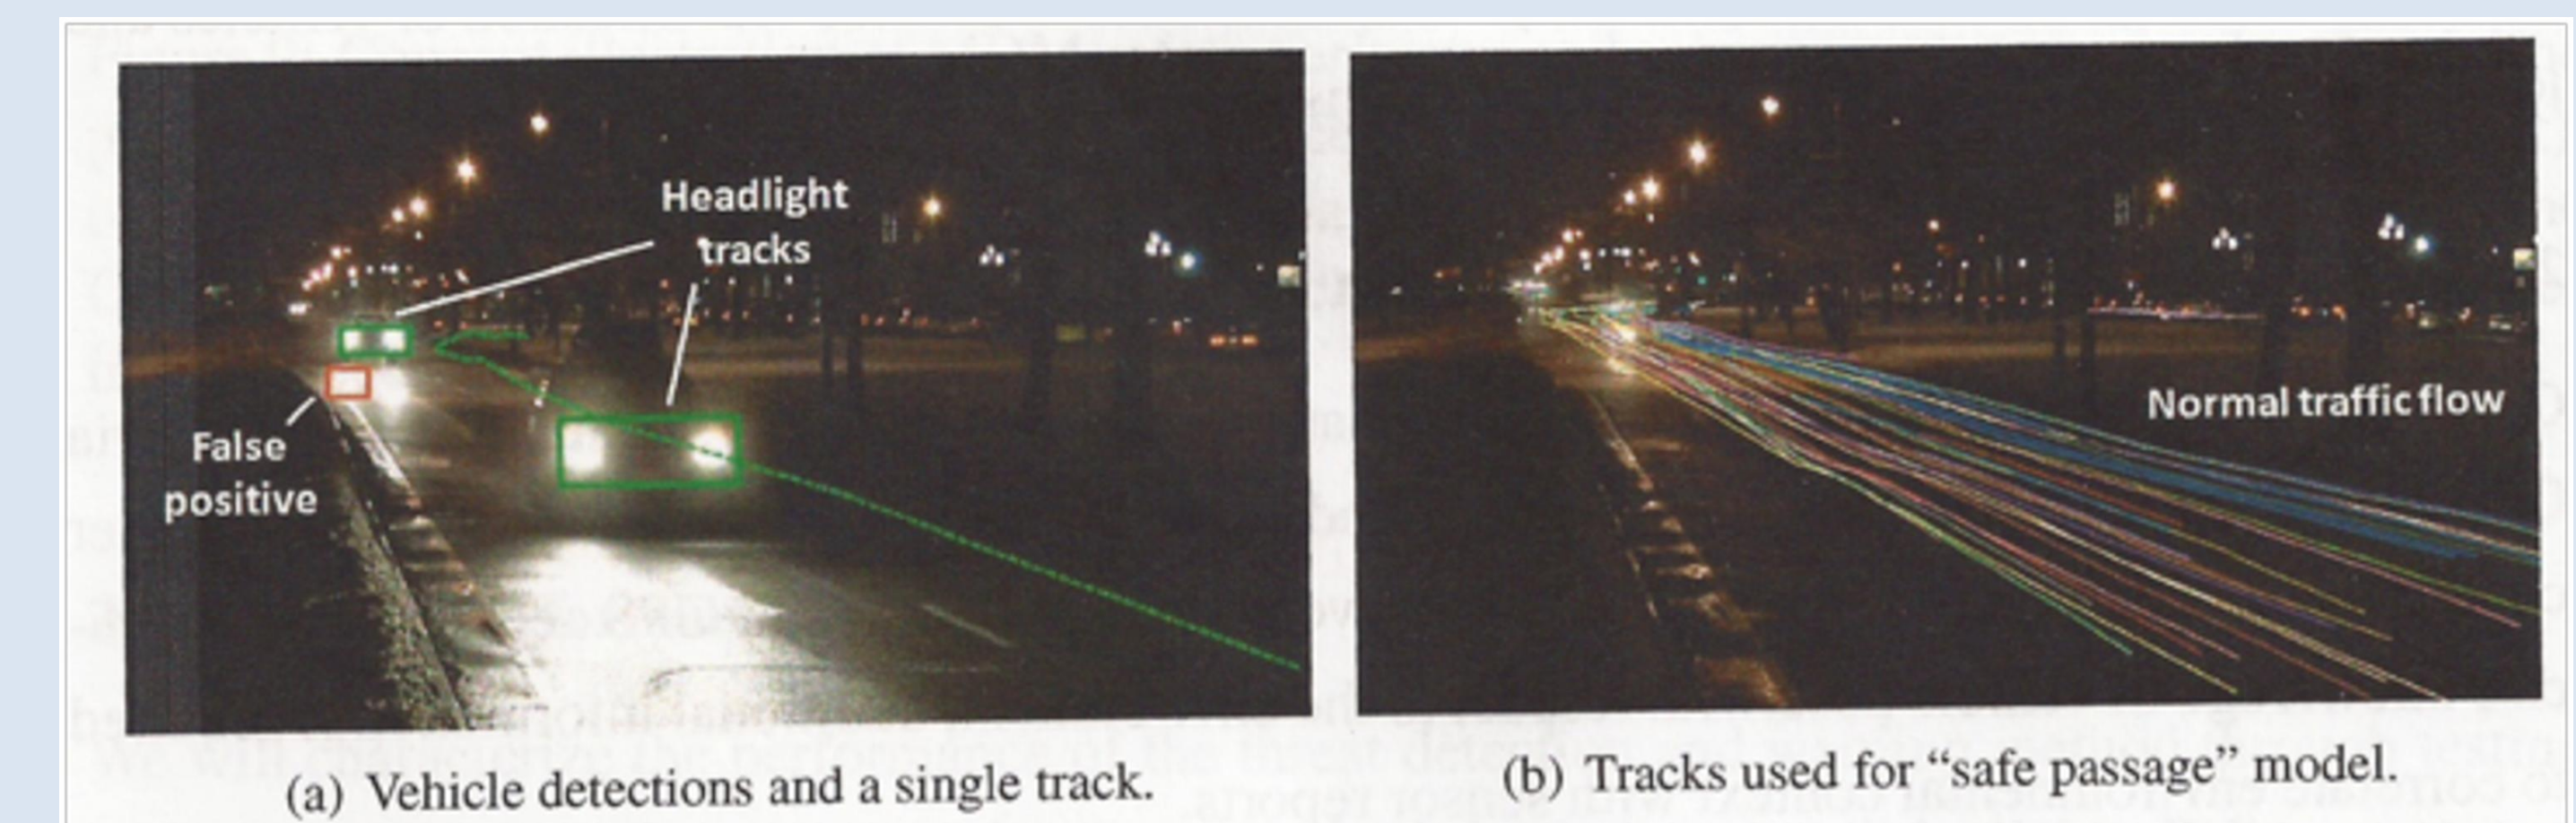 Headlight
tracks
False
positive
Normal traffic flow
(a) Vehicle detections and a single track.
(b) Tracks used for “safe passage” model.